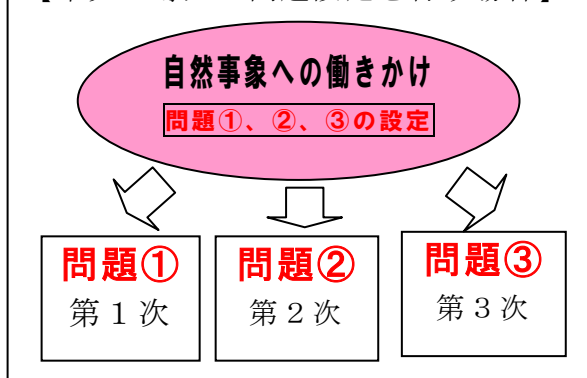 自然事象への働きかけ
問題①、②、③の設定
問題①
第１次
問題②
第２次
問題③
第３次